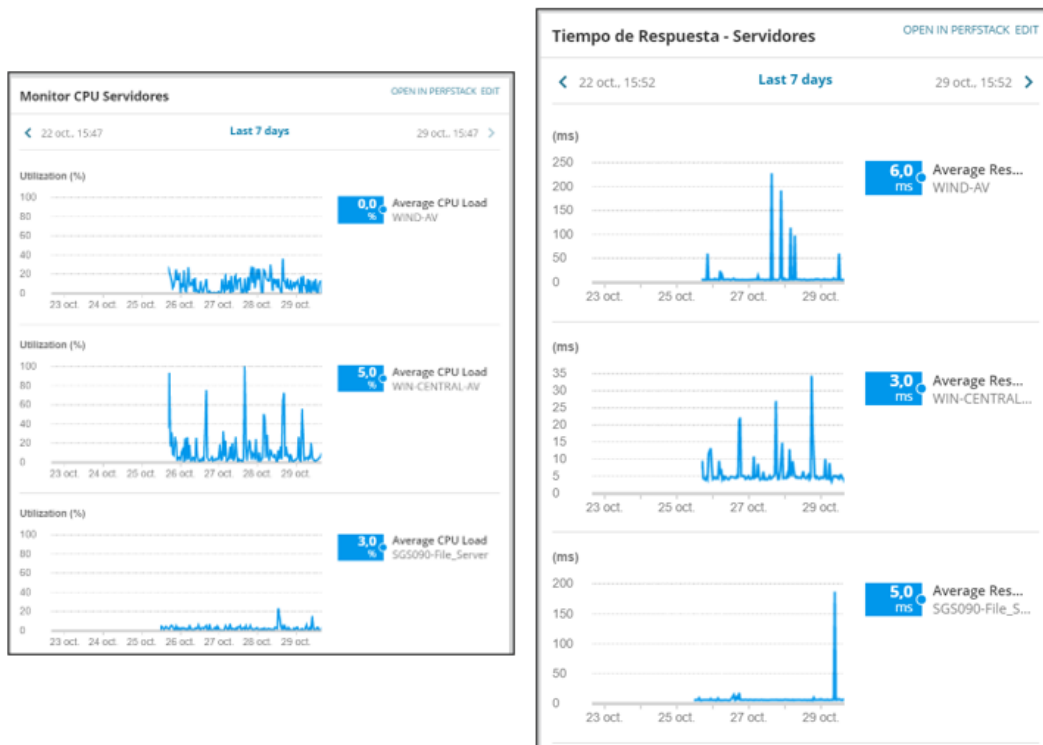 Monitor CPU Servidores
OPEN IN PERFSTACK EDIT
22 oct., 15:47
Last 7 days
29 oct., 15:47
Utilization (%)
100
80
60
40
20
0
23 oct. 24 oct. 25 oct. 26 oct. 27 oct. 28 oct. 29 oct.
0,0 %
Average CPU Load
WIND-AV
Utilization (%)
100
80
60
40
20
0
23 oct. 24 oct. 25 oct. 26 oct. 27 oct. 28 oct. 29 oct.
5,0 %
Average CPU Load
WIN-CENTRAL-AV
Utilization (%)
100
80
60
40
20
0
23 oct. 24 oct. 25 oct. 26 oct. 27 oct. 28 oct. 29 oct.
3,0 %
Average CPU Load
SGS090-File_Server
Tiempo de Respuesta - Servidores
OPEN IN PERFSTACK EDIT
22 oct., 15:52
Last 7 days
29 oct., 15:52
(ms)
250
200
150
100
50
0
23 oct. 25 oct. 27 oct. 29 oct.
6,0 ms
Average Res...
WIND-AV
(ms)
35
30
25
20
15
10
5
0
23 oct. 25 oct. 27 oct. 29 oct.
3,0 ms
Average Res...
WIN-CENTRAL...
(ms)
200
150
100
50
0
23 oct. 25 oct. 27 oct. 29 oct.
5,0 ms
Average Res...
SGS090-File_S...